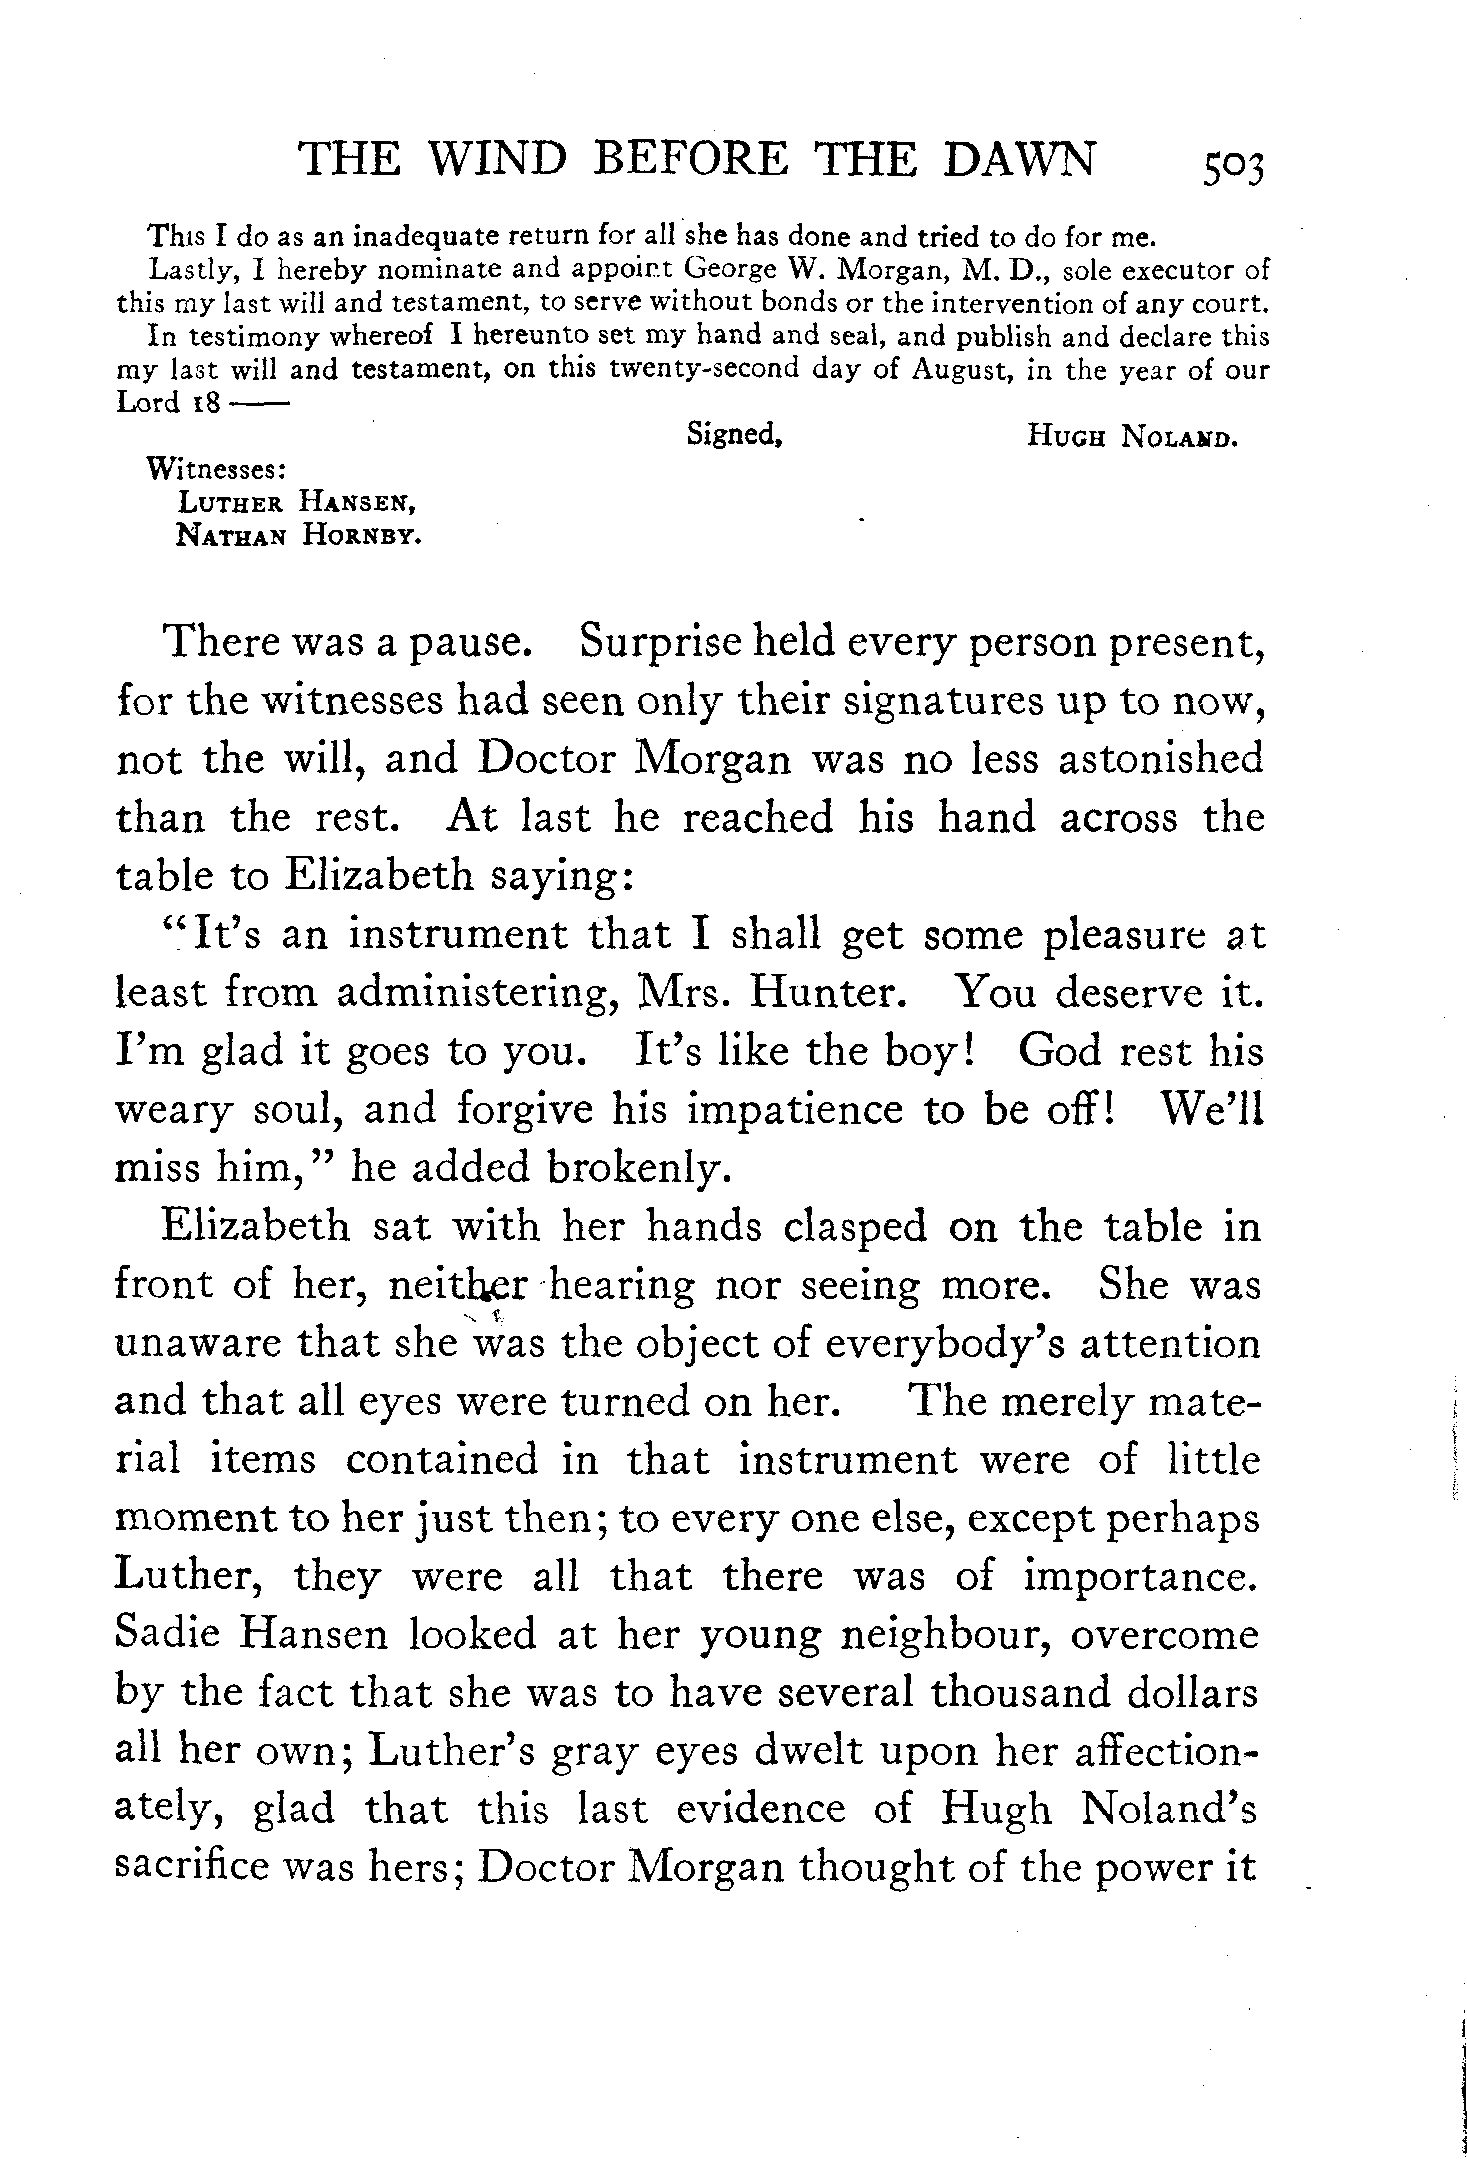 THE WIND BEFORE THE DAWN 503
This I do as an inadequate return for all she has done and tried to do for me.
Lastly, I hereby nominate and appoint George W. Morgan, M. D., sole executor of
this my last will and testament, to serve without bonds or the intervention of any court.
In testimony whereof I hereunto set my hand and seal, and publish and declare this
my last will and testament, on this twenty-second day of August, in the year of our
Lord 18——
Signed, HUGH NOLAND.
Witnesses:
LUTHER HANSEN,
NATHAN HORNBY.
There was a pause. Surprise held every person present,
for the witnesses had seen only their signatures up to now,
not the will, and Doctor Morgan was no less astonished
than the rest. At last he reached his hand across the
table to Elizabeth saying:
“It’s an instrument that I shall get some pleasure at
least from administering, Mrs. Hunter. You deserve it.
I’m glad it goes to you. It’s like the boy! God rest his
weary soul, and forgive his impatience to be off! We’ll
miss him,” he added brokenly.
Elizabeth sat with her hands clasped on the table in
front of her, neither hearing nor seeing more. She was
unaware that she was the object of everybody’s attention
and that all eyes were turned on her. The merely mate-
rial items contained in that instrument were of little
moment to her just then; to every one else, except perhaps
Luther, they were all that there was of importance.
Sadie Hansen looked at her young neighbour, overcome
by the fact that she was to have several thousand dollars
all her own; Luther’s gray eyes dwelt upon her affection-
ately, glad that this last evidence of Hugh Noland’s
sacrifice was hers; Doctor Morgan thought of the power it